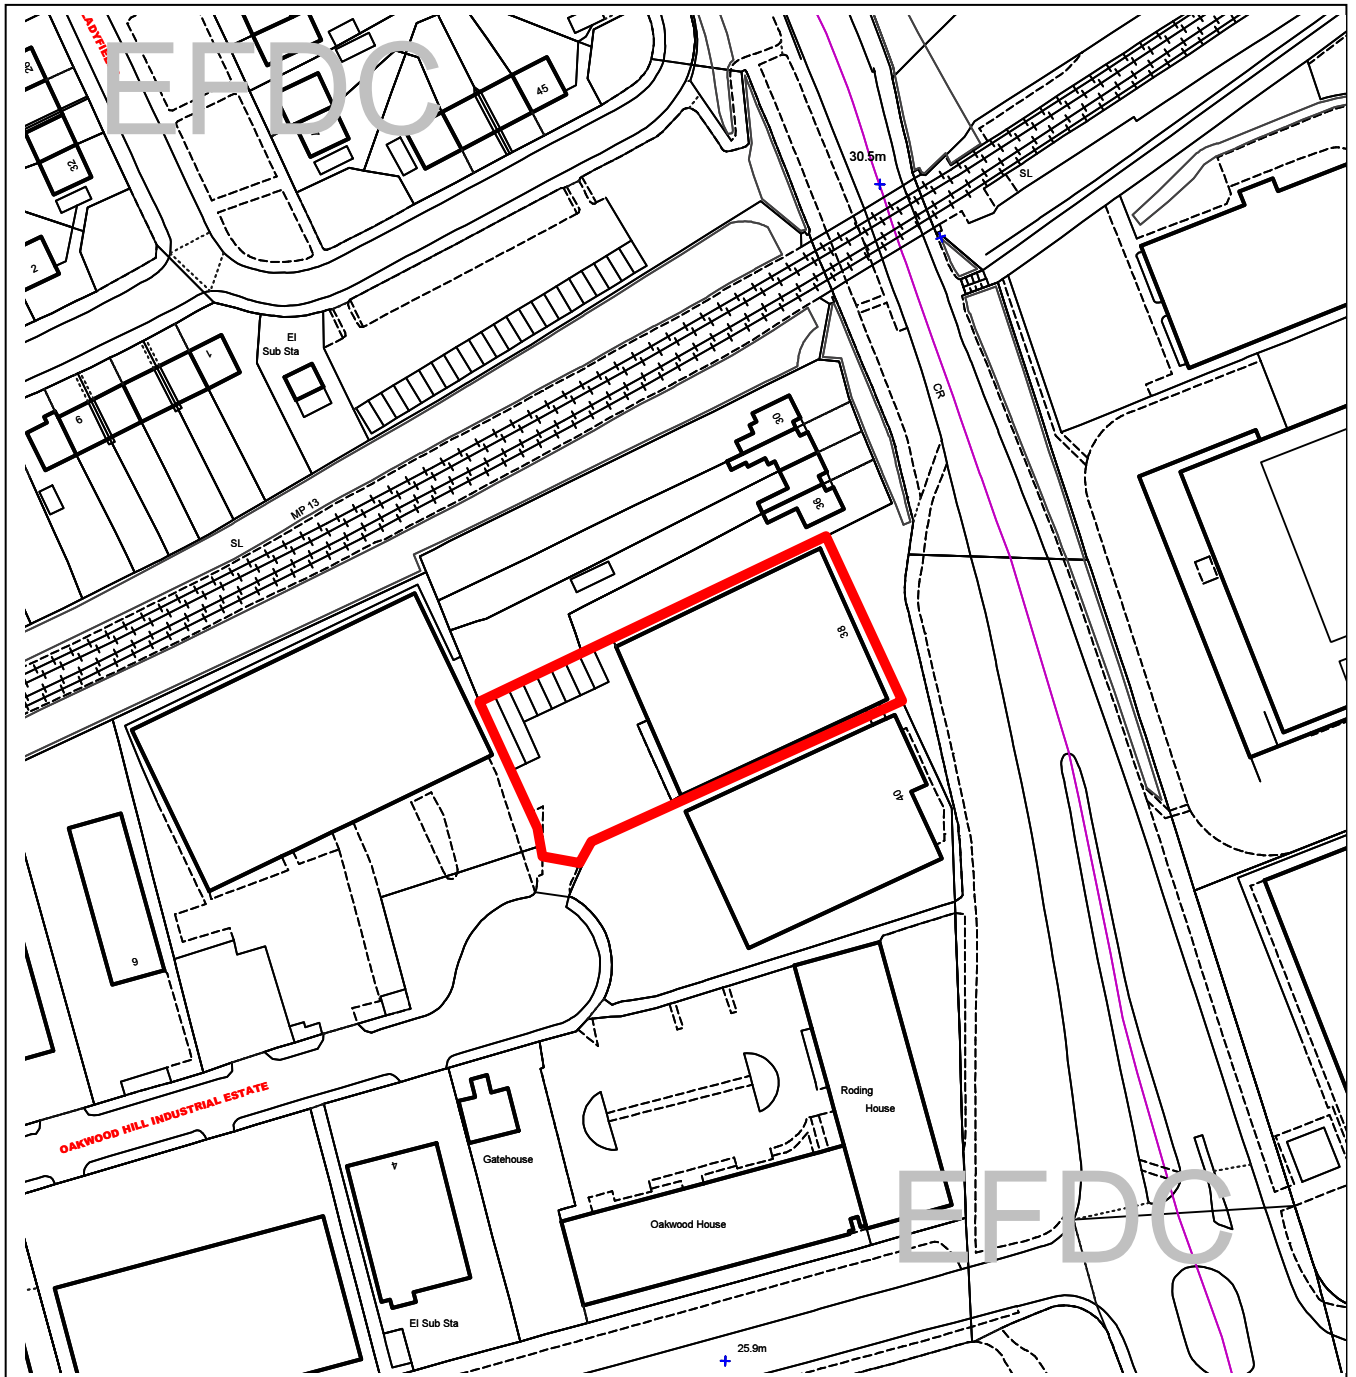 EFDC
28
32
2
45
30.5m
SL
El
Sub Sta
1
9
CR
30
36
MP 13
SL
38
40
6
OAKWOOD HILL INDUSTRIAL ESTATE
Roding
House
4
Gatehouse
Oakwood House
EFDC
El Sub Sta
25.9m